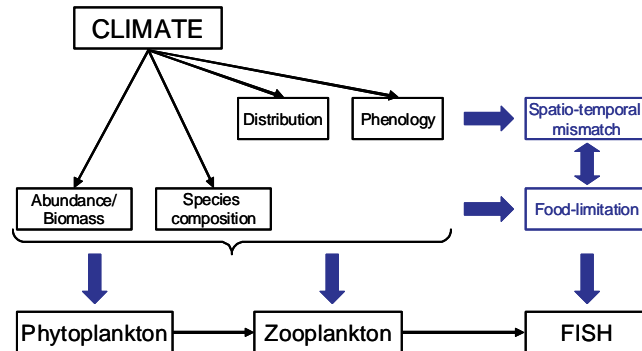 CLIMATE
Distribution
Phenology
Spatio-temporal
mismatch
Abundance/
Biomass
Species
composition
Food-limitation
Phytoplankton
Zooplankton
FISH